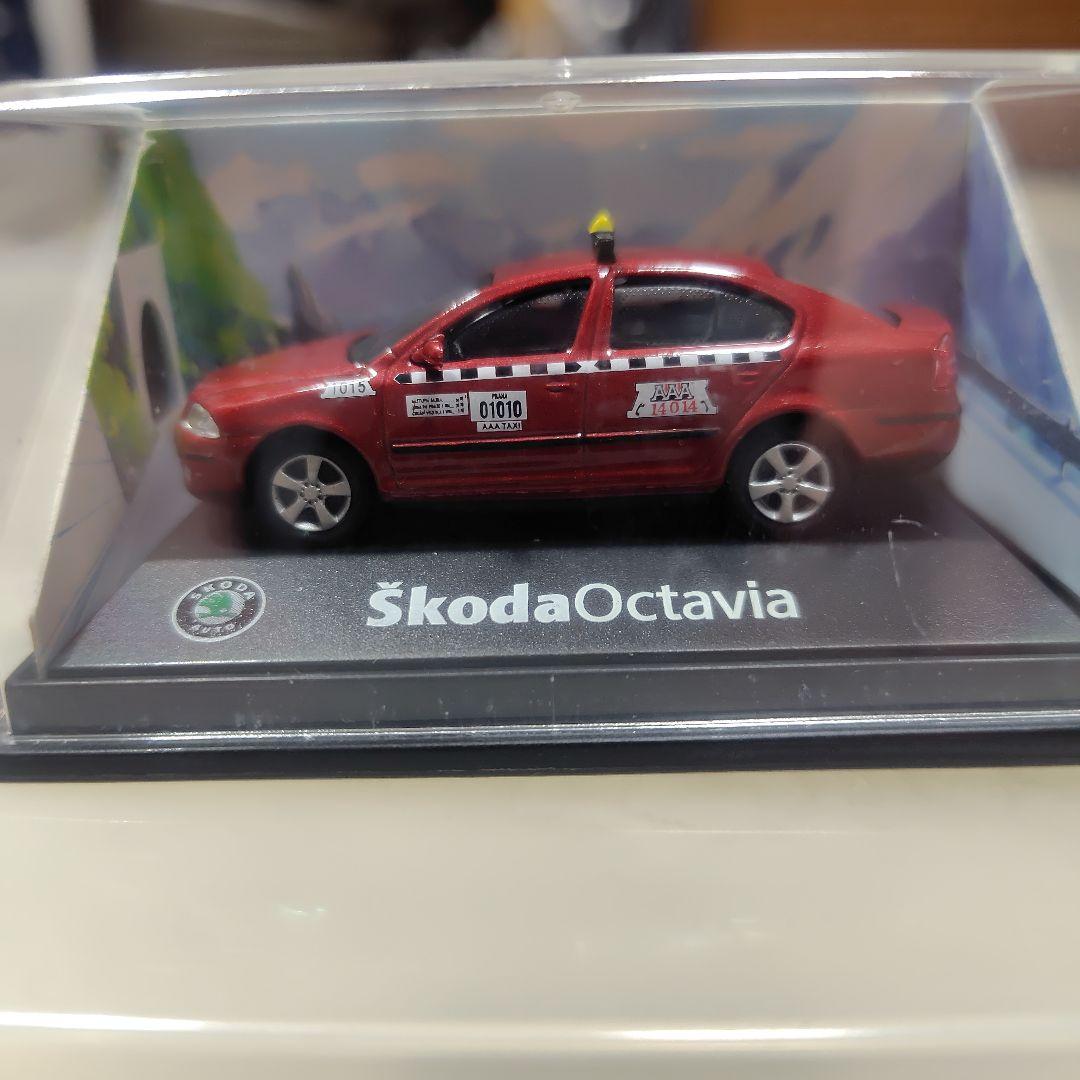 1015
PRAHA
01010
AAA TAXI
AAA
14014
ŠKODA
AUTO
ŠkodaOctavia